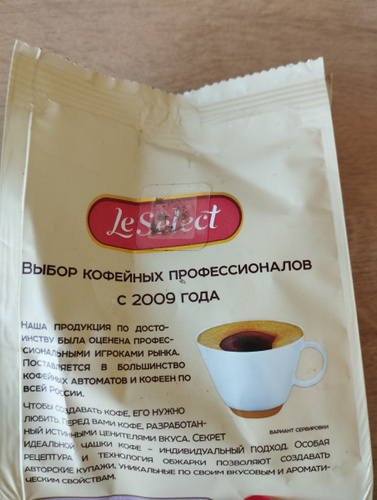 LeSelect
ВЫБОР КОФЕЙНЫХ ПРОФЕССИОНАЛОВ
С 2009 ГОДА
НАША ПРОДУКЦИЯ ПО ДОСТО-
ИНСТВУ БЫЛА ОЦЕНЕНА ПРОФЕС-
СИОНАЛЬНЫМИ ИГРОКАМИ РЫНКА.
ПОСТАВЛЯЕТСЯ В БОЛЬШИНСТВО
КОФЕЙНЫХ АВТОМАТОВ И КОФЕЕН ПО
ВСЕЙ РОССИИ.
ЧТОБЫ СОЗДАВАТЬ КОФЕ, ЕГО НУЖНО
ЛЮБИТЬ. ПЕРЕД ВАМИ КОФЕ, РАЗРАБОТАН-
НЫЙ ИСТИННЫМИ ЦЕНИТЕЛЯМИ ВКУСА. СЕКРЕТ
ИДЕАЛЬНОЙ ЧАШКИ КОФЕ – ИНДИВИДУАЛЬНЫЙ ПОДХОД. ОСОБАЯ
РЕЦЕПТУРА И ТЕХНОЛОГИЯ ОБЖАРКИ ПОЗВОЛЯЮТ СОЗДАВАТЬ
АВТОРСКИЕ КУПАЖИ, УНИКАЛЬНЫЕ ПО СВОИМ ВКУСОВЫМ И АРОМАТИ-
ЧЕСКИМ СВОЙСТВАМ.
ВАРИАНТ СЕРВИРОВКИ